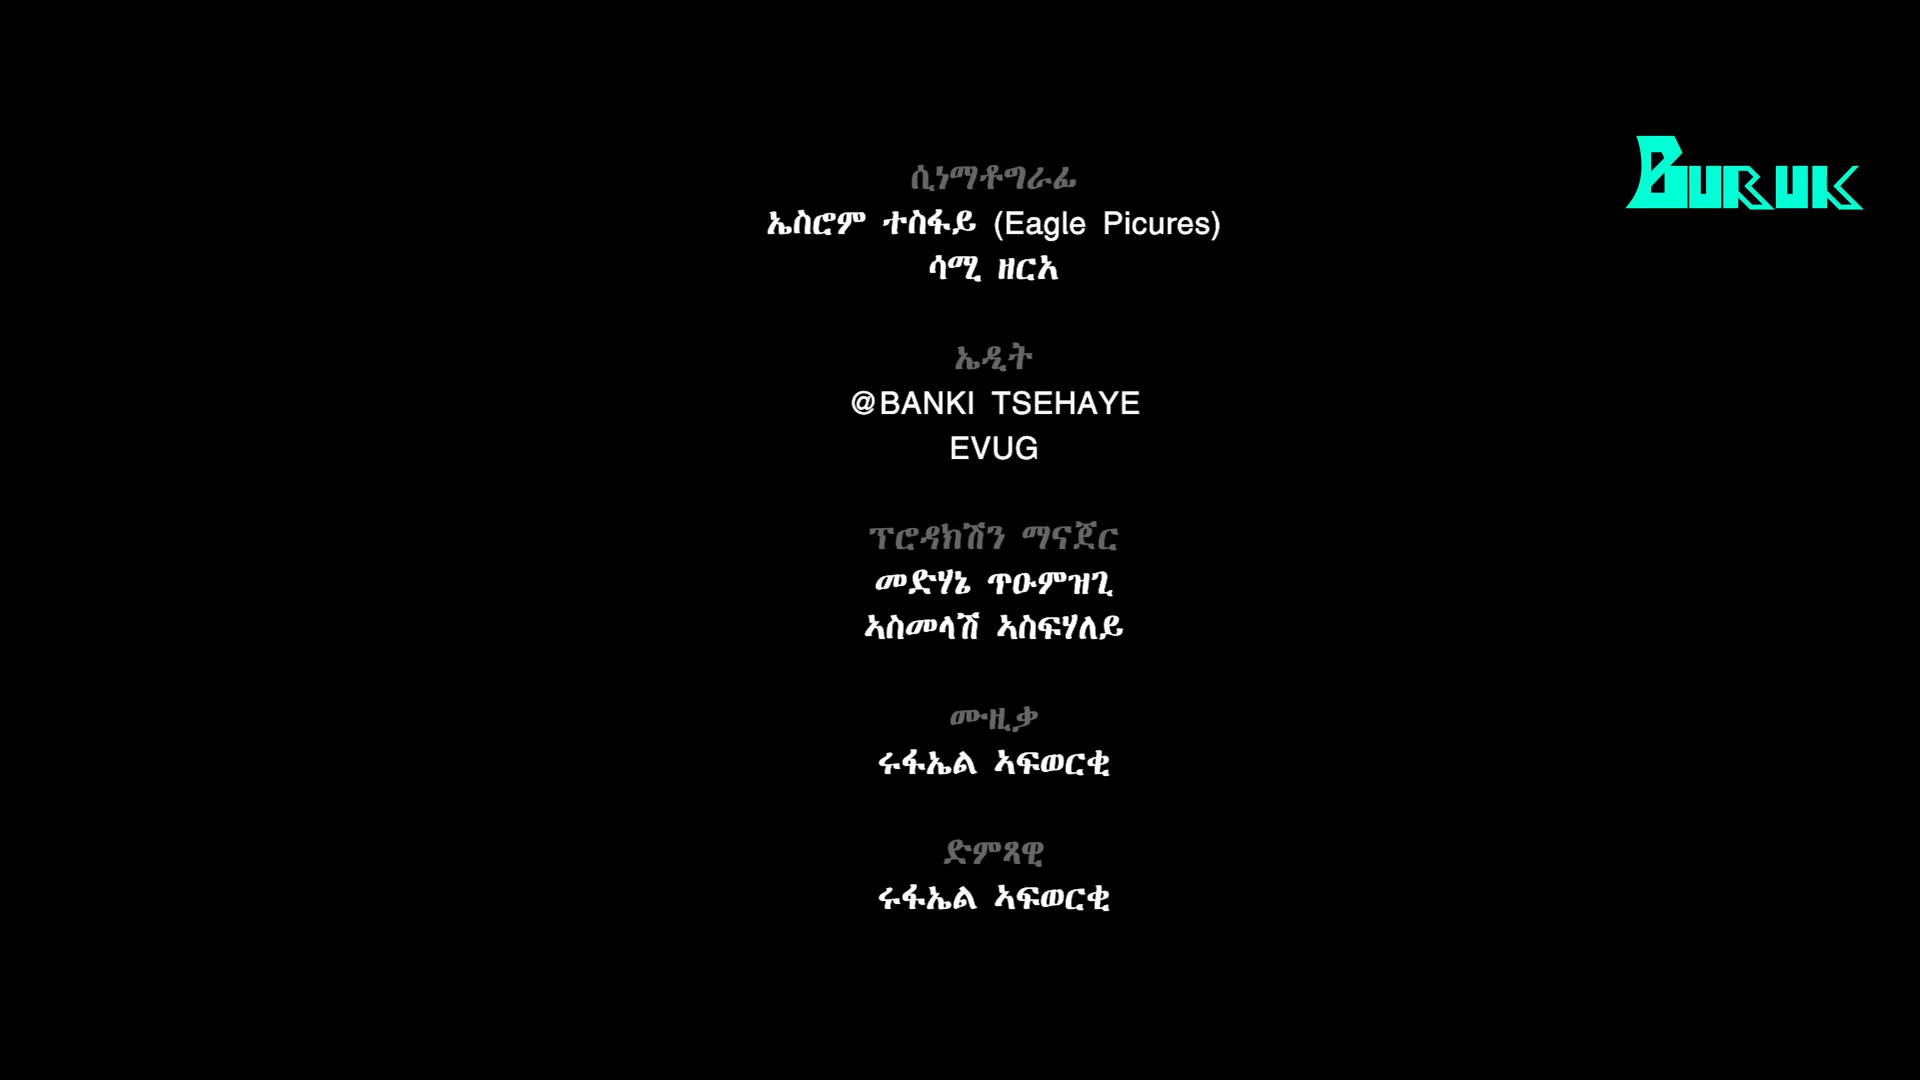 ሲነማቶግራፊ
ኤስሮም ተስፋይ (Eagle Picures)
ሳሚ ዘርአ
ኤዲት
@BANKI TSEHAYE
EVUG
ፕሮዳክሽን ማናጀር
መድሃኔ ጥዑምዝጊ
ኣስመላሽ ኣስፍሃለይ
ሙዚቃ
ሩፋኤል ኣፍወርቂ
ድምጻዊ
ሩፋኤል ኣፍወርቂ
BURUK